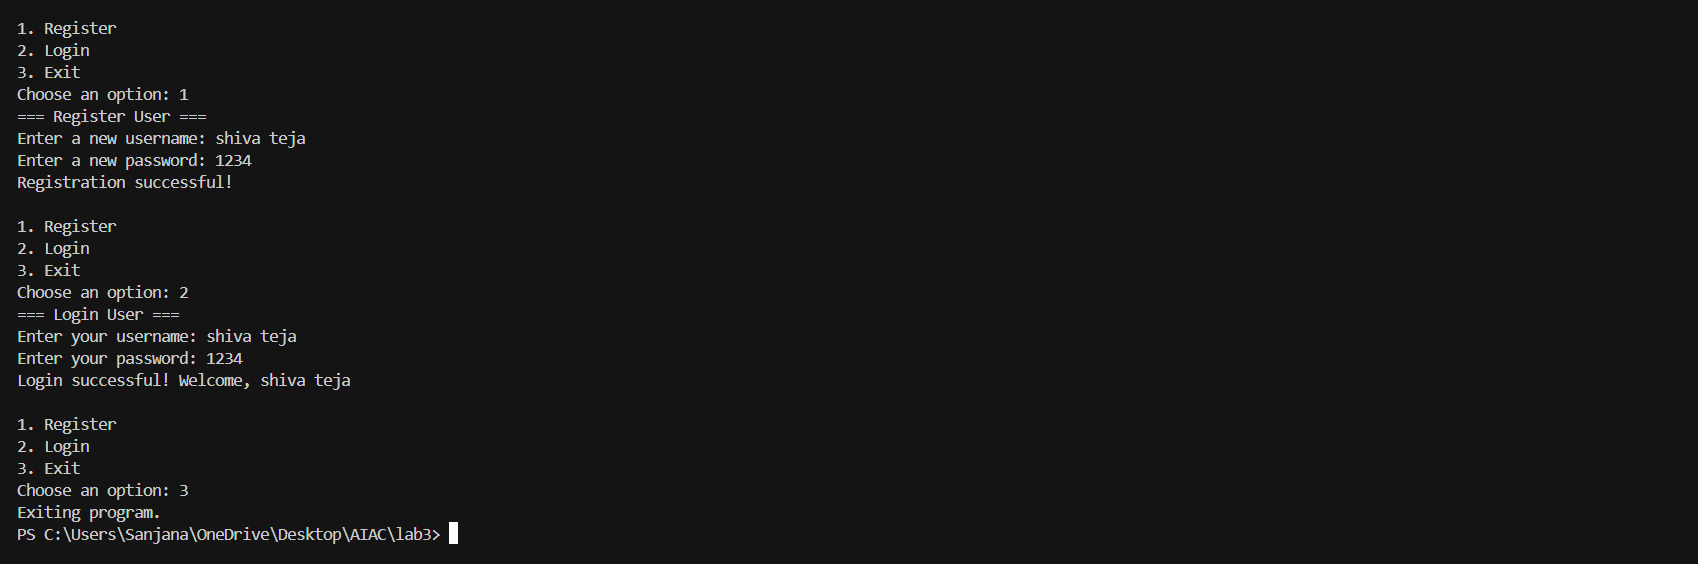 1. Register
2. Login
3. Exit
Choose an option: 1
=== Register User ===
Enter a new username: shiva teja
Enter a new password: 1234
Registration successful!
1. Register
2. Login
3. Exit
Choose an option: 2
=== Login User ===
Enter your username: shiva teja
Enter your password: 1234
Login successful! Welcome, shiva teja
1. Register
2. Login
3. Exit
Choose an option: 3
Exiting program.
PS C:\Users\Sanjana\OneDrive\Desktop\AIAC\lab3>